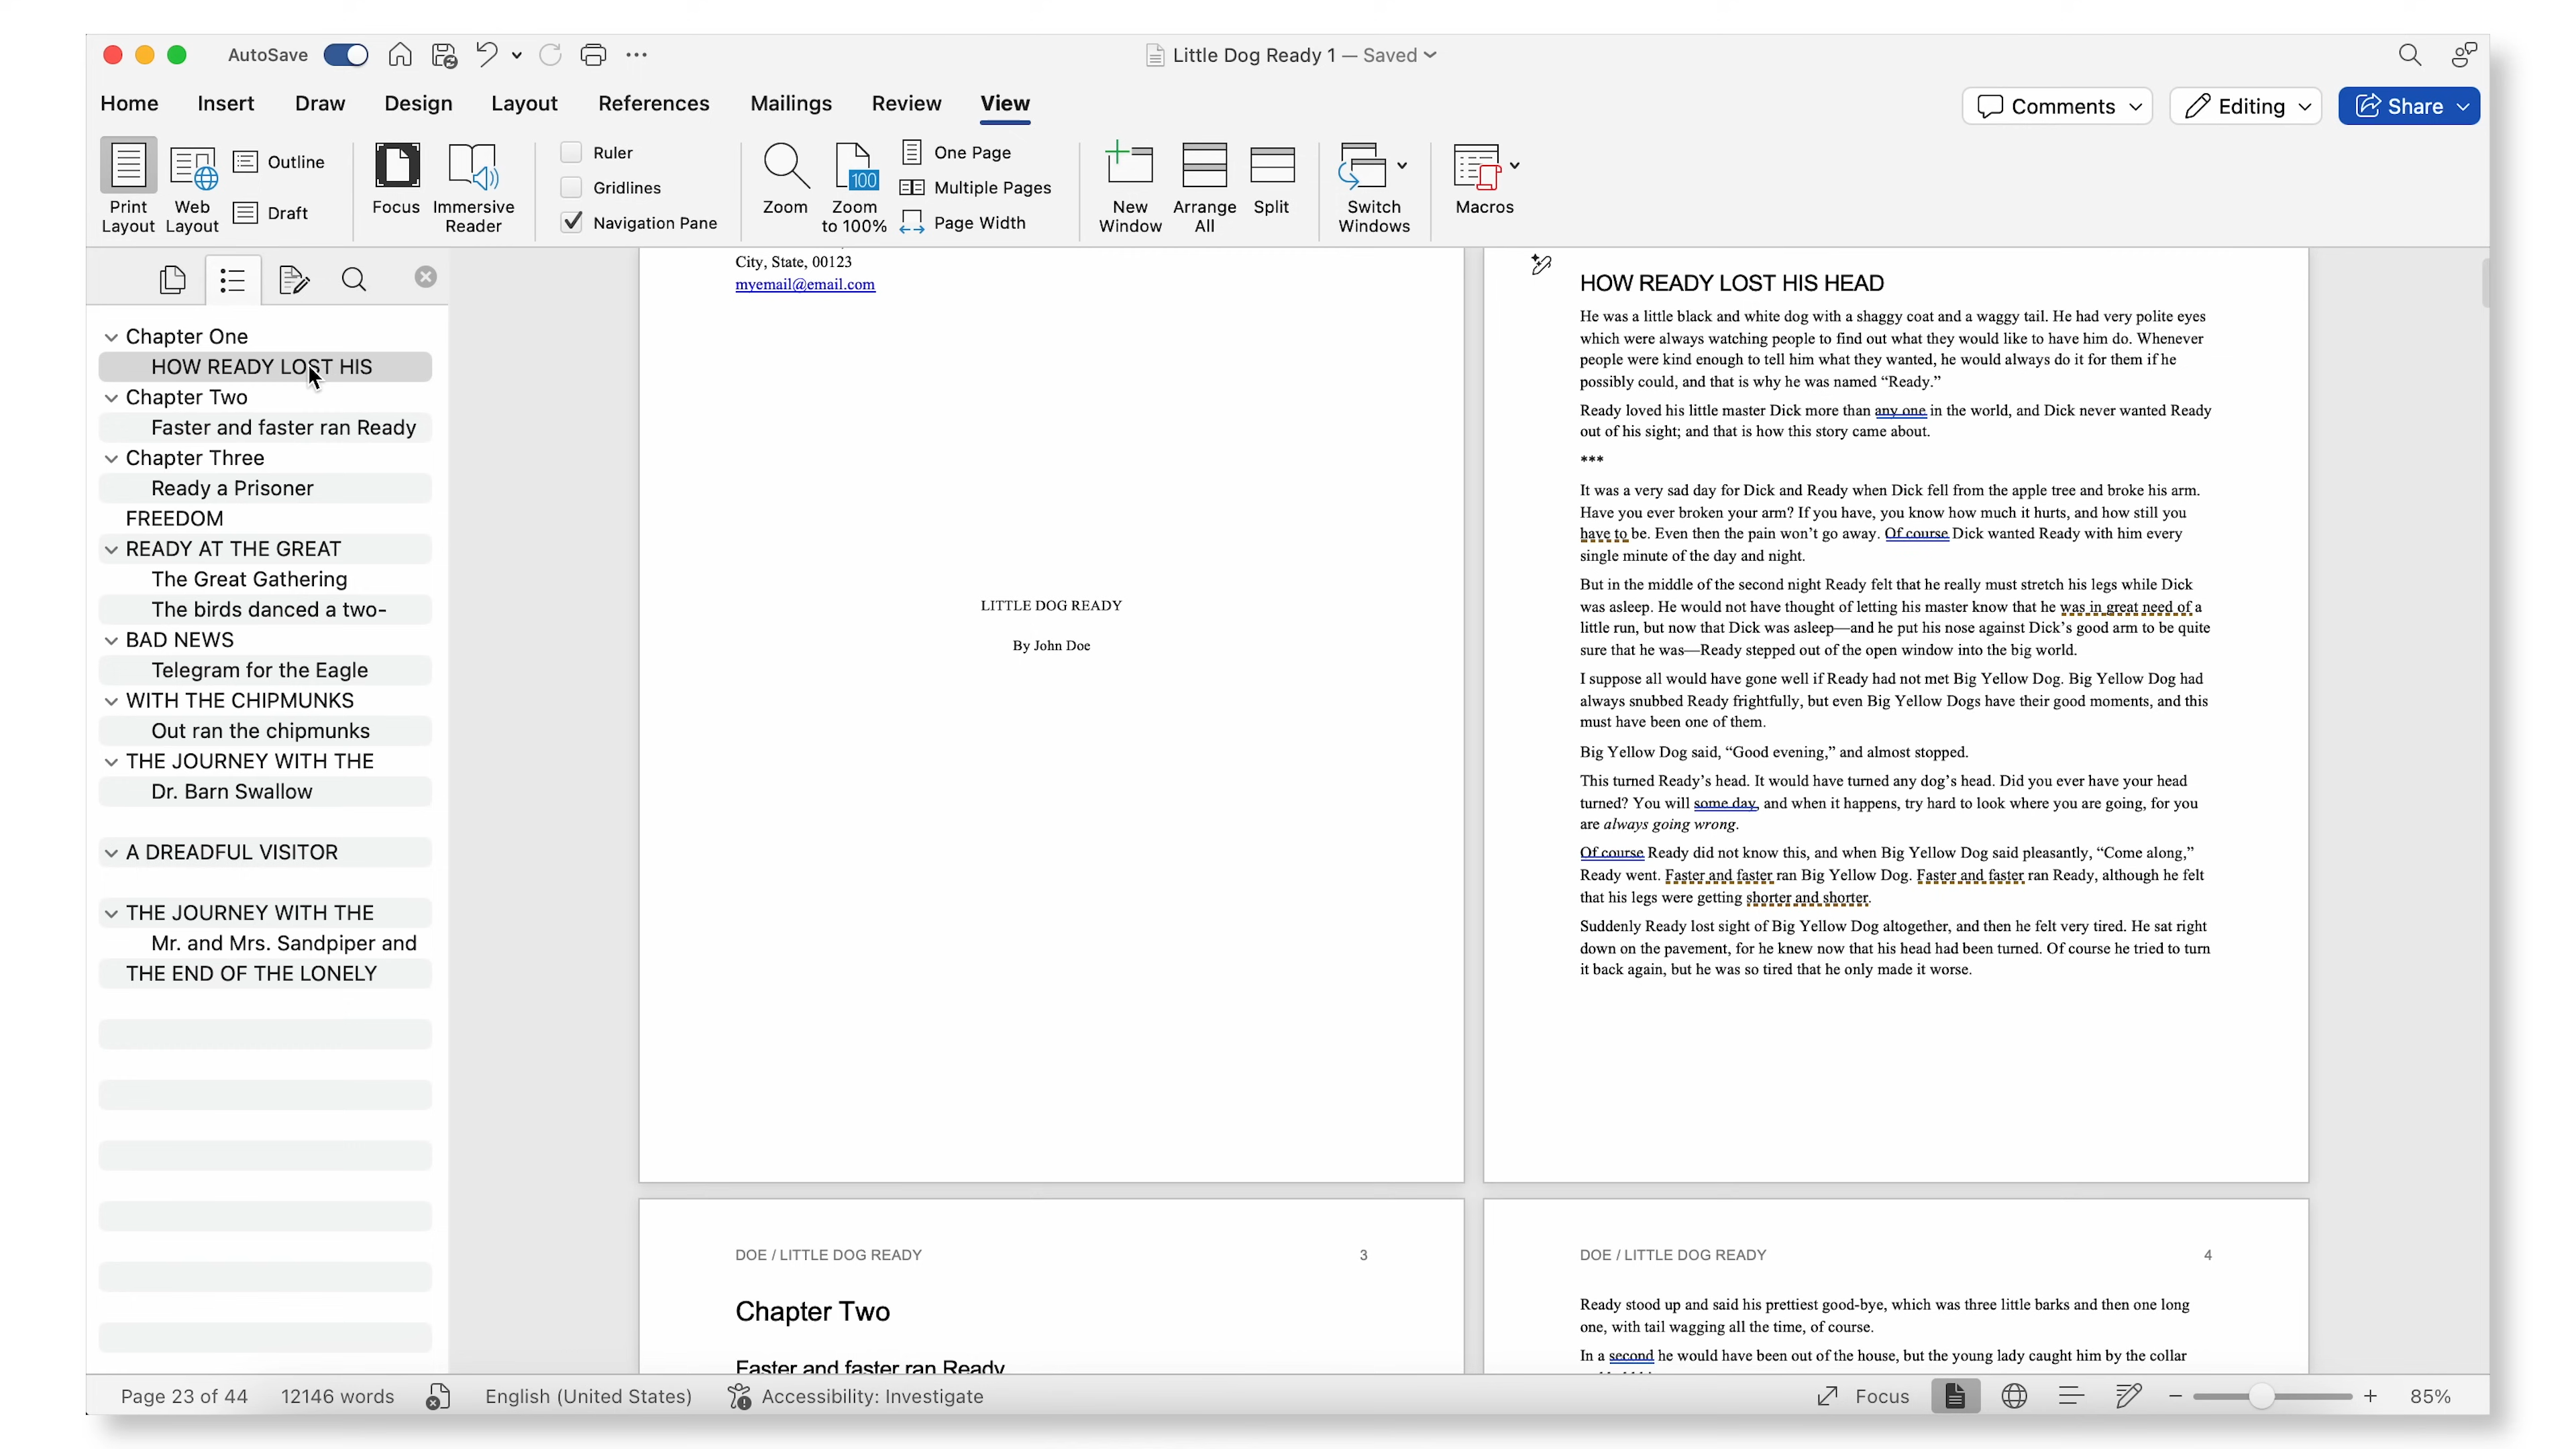 AutoSave
Little Dog Ready 1 — Saved
Home Insert Draw Design Layout References Mailings Review View
Comments Editing Share
Print Layout
Web Layout
Outline
Draft
Focus
Immersive Reader
Ruler
Gridlines
Navigation Pane
Zoom
100
Zoom to 100%
One Page
Multiple Pages
Page Width
New Window
Arrange All
Split
Switch Windows
Macros
Chapter One
HOW READY LOST HIS
Chapter Two
Faster and faster ran Ready
Chapter Three
Ready a Prisoner
FREEDOM
READY AT THE GREAT
The Great Gathering
The birds danced a two-
BAD NEWS
Telegram for the Eagle
WITH THE CHIPMUNKS
Out ran the chipmunks
THE JOURNEY WITH THE
Dr. Barn Swallow
A DREADFUL VISITOR
THE JOURNEY WITH THE
Mr. and Mrs. Sandpiper and
THE END OF THE LONELY
City, State, 00123
myemail@email.com
LITTLE DOG READY
By John Doe
HOW READY LOST HIS HEAD
He was a little black and white dog with a shaggy coat and a waggy tail. He had very polite eyes
which were always watching people to find out what they would like to have him do. Whenever
people were kind enough to tell him what they wanted, he would always do it for them if he
possibly could, and that is why he was named “Ready.”
Ready loved his little master Dick more than any one in the world, and Dick never wanted Ready
out of his sight; and that is how this story came about.
***
It was a very sad day for Dick and Ready when Dick fell from the apple tree and broke his arm.
Have you ever broken your arm? If you have, you know how much it hurts, and how still you
have to be. Even then the pain won’t go away. Of course Dick wanted Ready with him every
single minute of the day and night.
But in the middle of the second night Ready felt that he really must stretch his legs while Dick
was asleep. He would not have thought of letting his master know that he was in great need of a
little run, but now that Dick was asleep—and he put his nose against Dick’s good arm to be quite
sure that he was—Ready stepped out of the open window into the big world.
I suppose all would have gone well if Ready had not met Big Yellow Dog. Big Yellow Dog had
always snubbed Ready frightfully, but even Big Yellow Dogs have their good moments, and this
must have been one of them.
Big Yellow Dog said, “Good evening,” and almost stopped.
This turned Ready’s head. It would have turned any dog’s head. Did you ever have your head
turned? You will some day, and when it happens, try hard to look where you are going, for you
are always going wrong.
Of course Ready did not know this, and when Big Yellow Dog said pleasantly, “Come along,”
Ready went. Faster and faster ran Big Yellow Dog. Faster and faster ran Ready, although he felt
that his legs were getting shorter and shorter.
Suddenly Ready lost sight of Big Yellow Dog altogether, and then he felt very tired. He sat right
down on the pavement, for he knew now that his head had been turned. Of course he tried to turn
it back again, but he was so tired that he only made it worse.
DOE / LITTLE DOG READY 3
Chapter Two
Faster and faster ran Ready
DOE / LITTLE DOG READY 4
Ready stood up and said his prettiest good-bye, which was three little barks and then one long
one, with tail wagging all the time, of course.
In a second he would have been out of the house, but the young lady caught him by the collar
Page 23 of 44 12146 words English (United States) Accessibility: Investigate Focus 85%